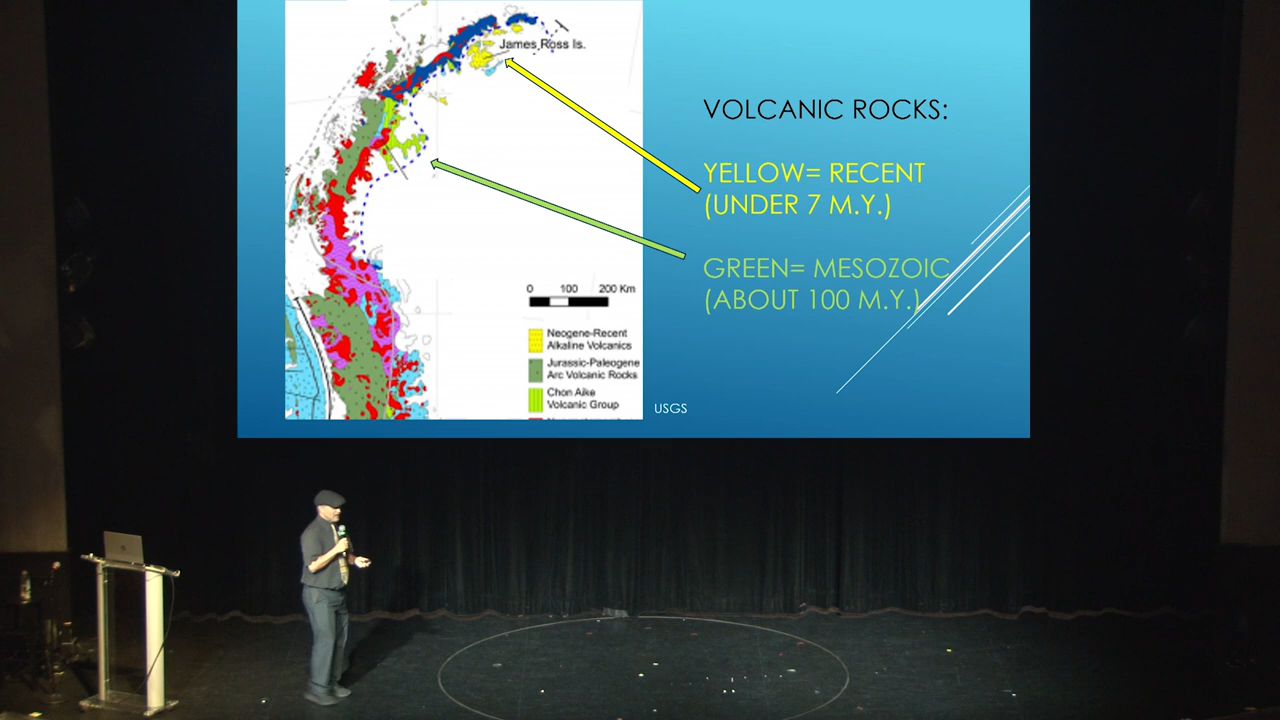 James Ross Is.
VOLCANIC ROCKS:
YELLOW= RECENT
(UNDER 7 M.Y.)
GREEN= MESOZOIC
(ABOUT 100 M.Y.)
0 100 200 Km
Neogene-Recent
Alkaline Volcanics
Jurassic-Paleogene
Arc Volcanic Rocks
Chon Aike
Volcanic Group
USGS